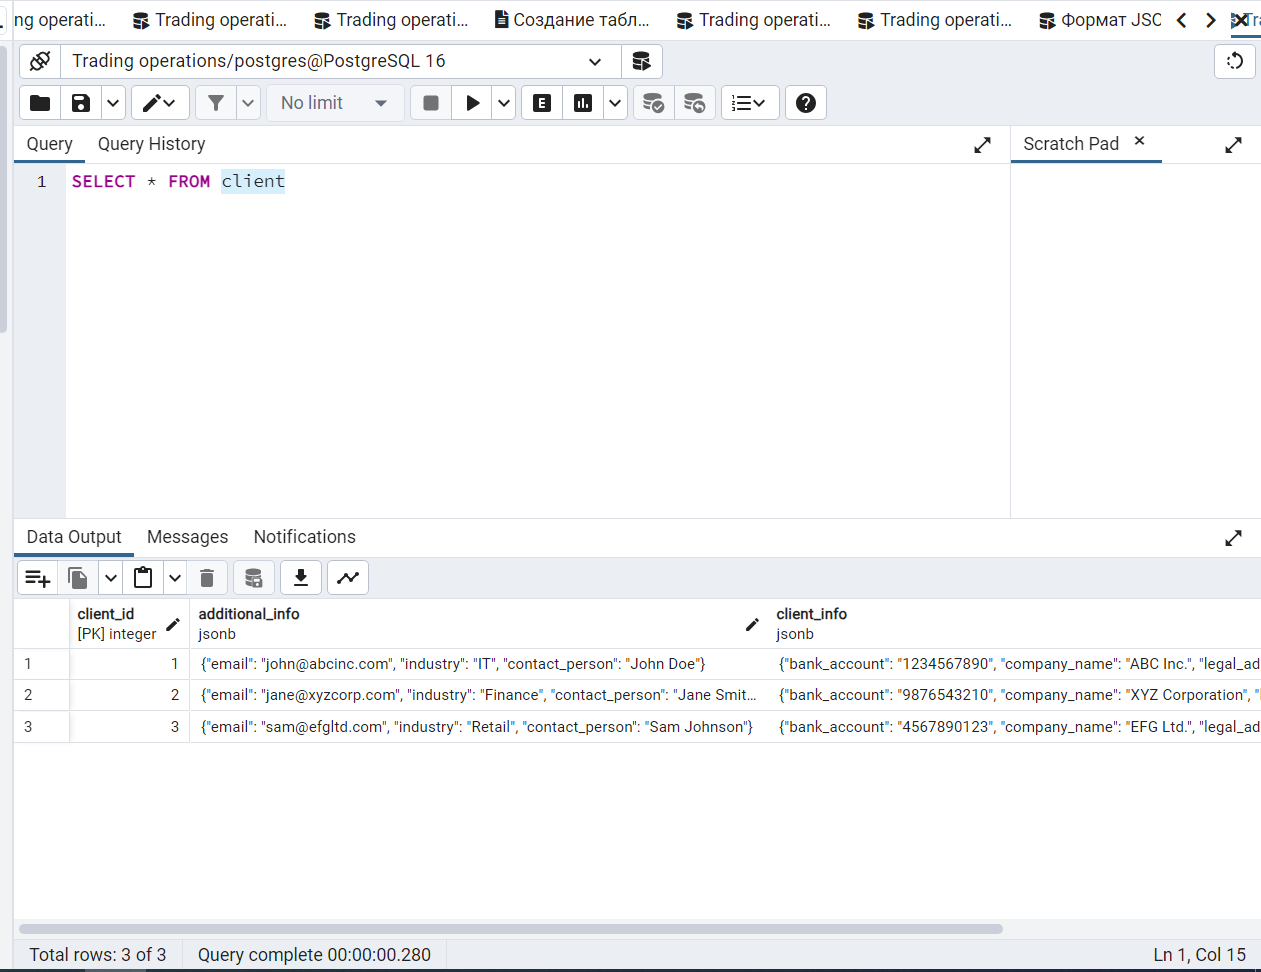 ng operati... Trading operati... Trading operati... Создание табл... Trading operati... Trading operati... Формат JSC
Trading operations/postgres@PostgreSQL 16
No limit E
Query Query History Scratch Pad
1 SELECT * FROM client
Data Output Messages Notifications
client_id additional_info client_info
[PK] integer jsonb jsonb
1 1 {"email": "john@abcinc.com", "industry": "IT", "contact_person": "John Doe"} {"bank_account": "1234567890", "company_name": "ABC Inc.", "legal_ad
2 2 {"email": "jane@xyzcorp.com", "industry": "Finance", "contact_person": "Jane Smit... {"bank_account": "9876543210", "company_name": "XYZ Corporation", "
3 3 {"email": "sam@efgltd.com", "industry": "Retail", "contact_person": "Sam Johnson"} {"bank_account": "4567890123", "company_name": "EFG Ltd.", "legal_ad
Total rows: 3 of 3 Query complete 00:00:00.280 Ln 1, Col 15